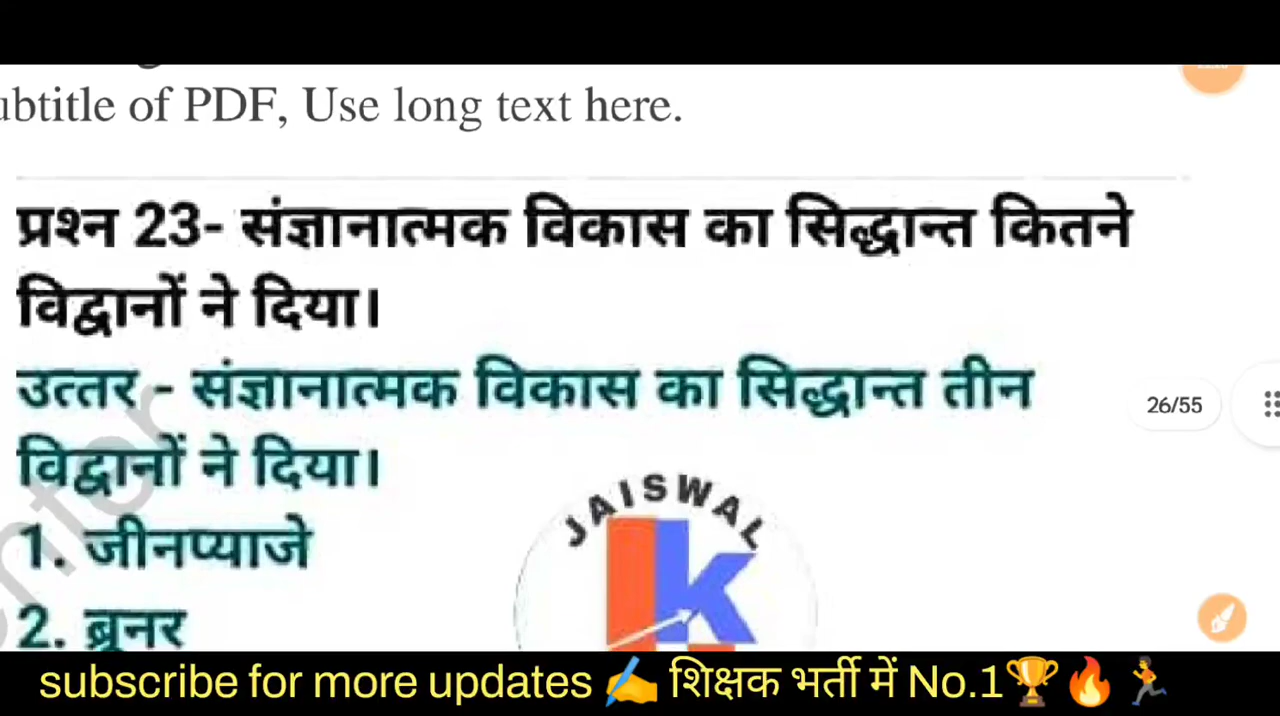 ubtitle of PDF, Use long text here.
प्रश्न 23- संज्ञानात्मक विकास का सिद्धान्त कितने
विद्वानों ने दिया।
उत्तर - संज्ञानात्मक विकास का सिद्धान्त तीन
विद्वानों ने दिया।
26/55
JAISWAL
K
1. जीनप्याजे
2. ब्रूनर
subscribe for more updates ✍️ शिक्षक भर्ती में No.1🏆🔥🏃